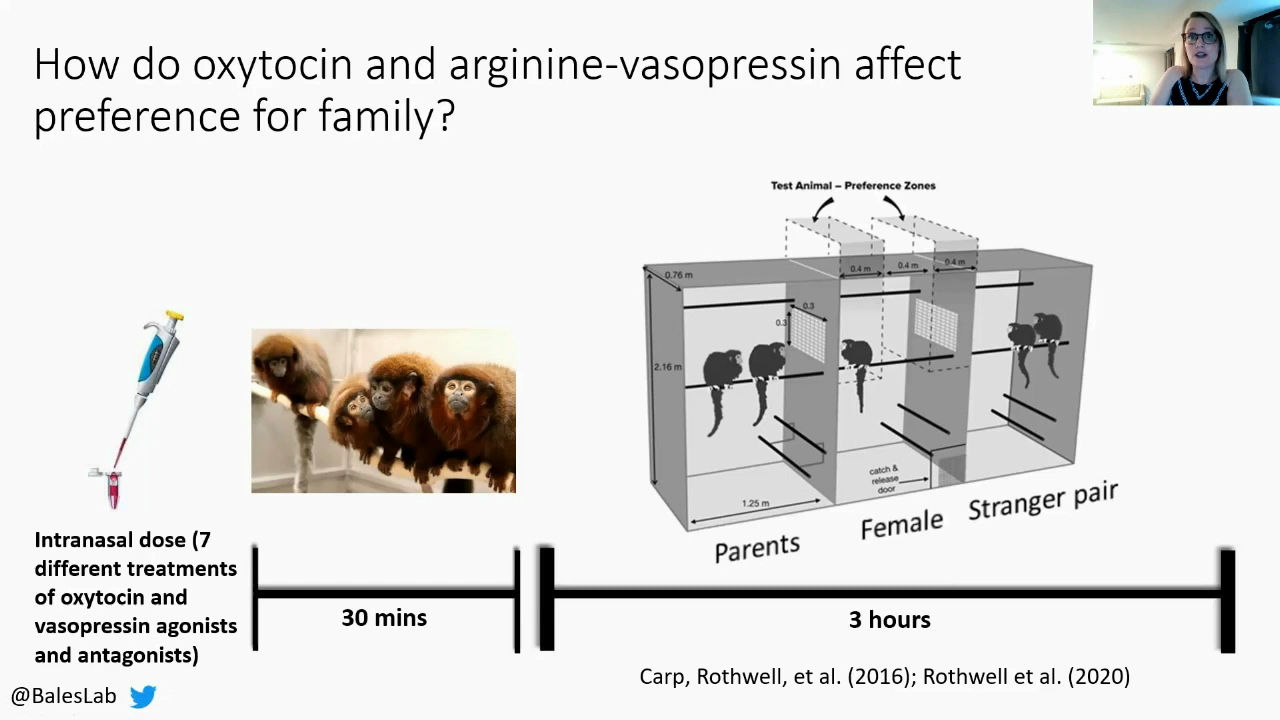 How do oxytocin and arginine-vasopressin affect
preference for family?
Test Animal – Preference Zones
0.76 m
0.4 m
0.4 m
0.4 m
0.3
0.3
2.16 m
catch &
release
door
1.25 m
Parents
Female
Stranger pair
Intranasal dose (7
different treatments
of oxytocin and
vasopressin agonists
and antagonists)
30 mins
3 hours
Carp, Rothwell, et al. (2016); Rothwell et al. (2020)
@BalesLab